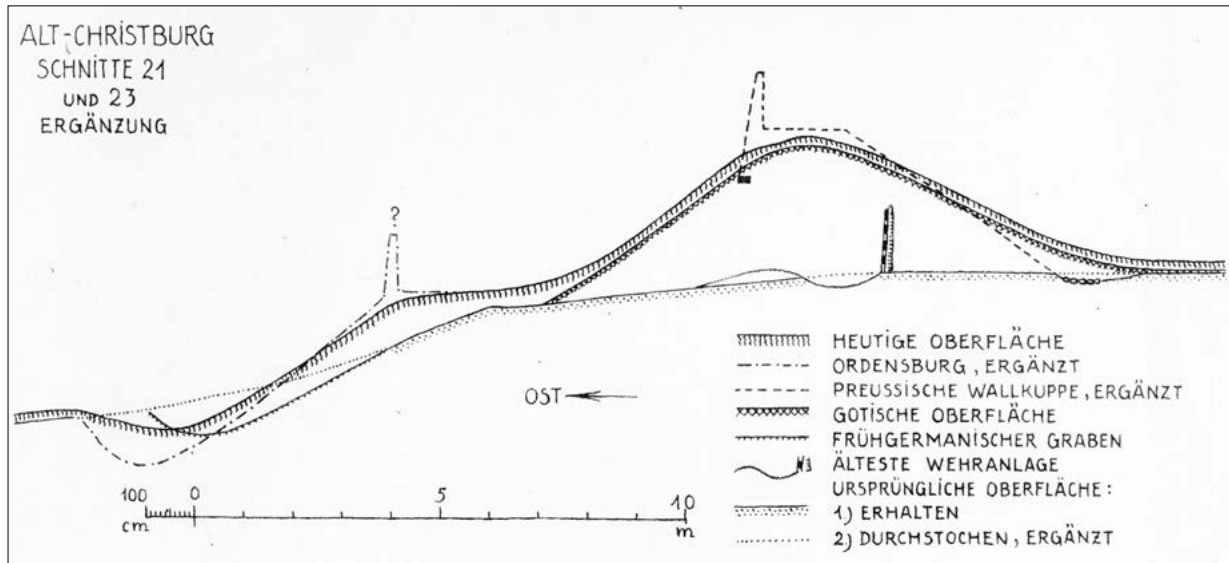 ALT-CHRISTBURG
SCHNITTE 21
UND 23
ERGÄNZUNG
?
OST
HEUTIGE OBERFLÄCHE
ORDENSBURG, ERGÄNZT
PREUSSISCHE WALLKUPPE, ERGÄNZT
GOTISCHE OBERFLÄCHE
FRÜHGERMANISCHER GRABEN
ÄLTESTE WEHRANLAGE
URSPRÜNGLICHE OBERFLÄCHE:
1.) ERHALTEN
2.) DURCHSTOCHEN, ERGÄNZT
100 0 5 10
cm m